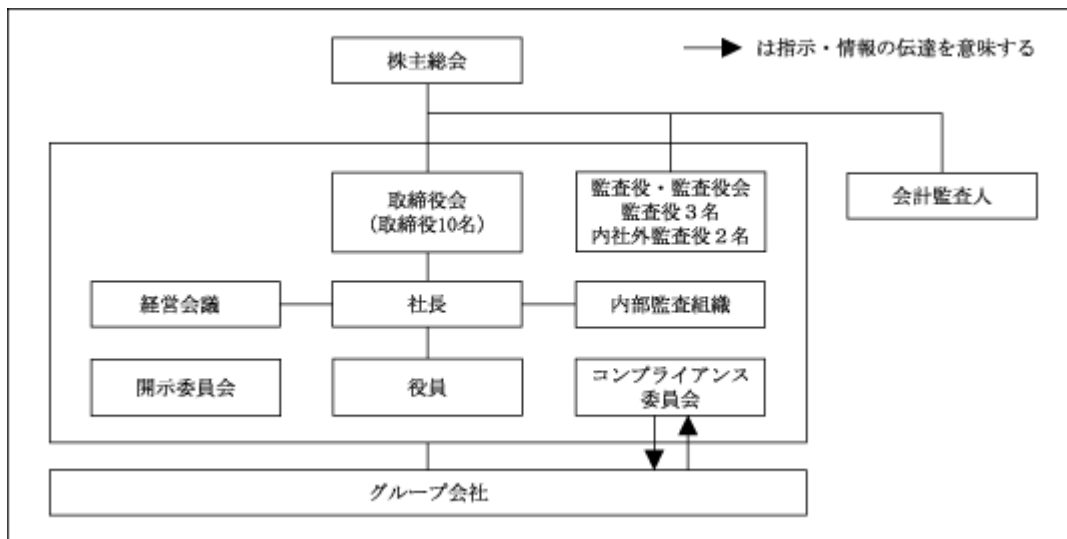 株主総会
は指示・情報の伝達を意味する
取締役会
(取締役10名)
監査役・監査役会
監査役3名
内社外監査役2名
会計監査人
経営会議
社長
内部監査組織
開示委員会
役員
コンプライアンス
委員会
グループ会社